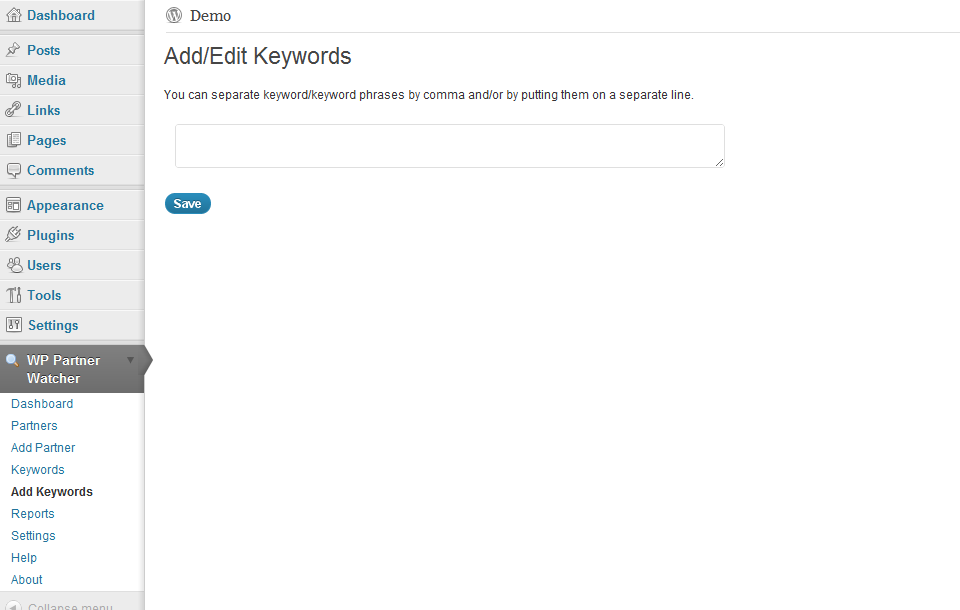 Dashboard
Posts
Media
Links
Pages
Comments
Appearance
Plugins
Users
Tools
Settings
WP Partner
Watcher
Dashboard
Partners
Add Partner
Keywords
Add Keywords
Reports
Settings
Help
About
Collapse menu
Demo
Add/Edit Keywords
You can separate keyword/keyword phrases by comma and/or by putting them on a separate line.
Save